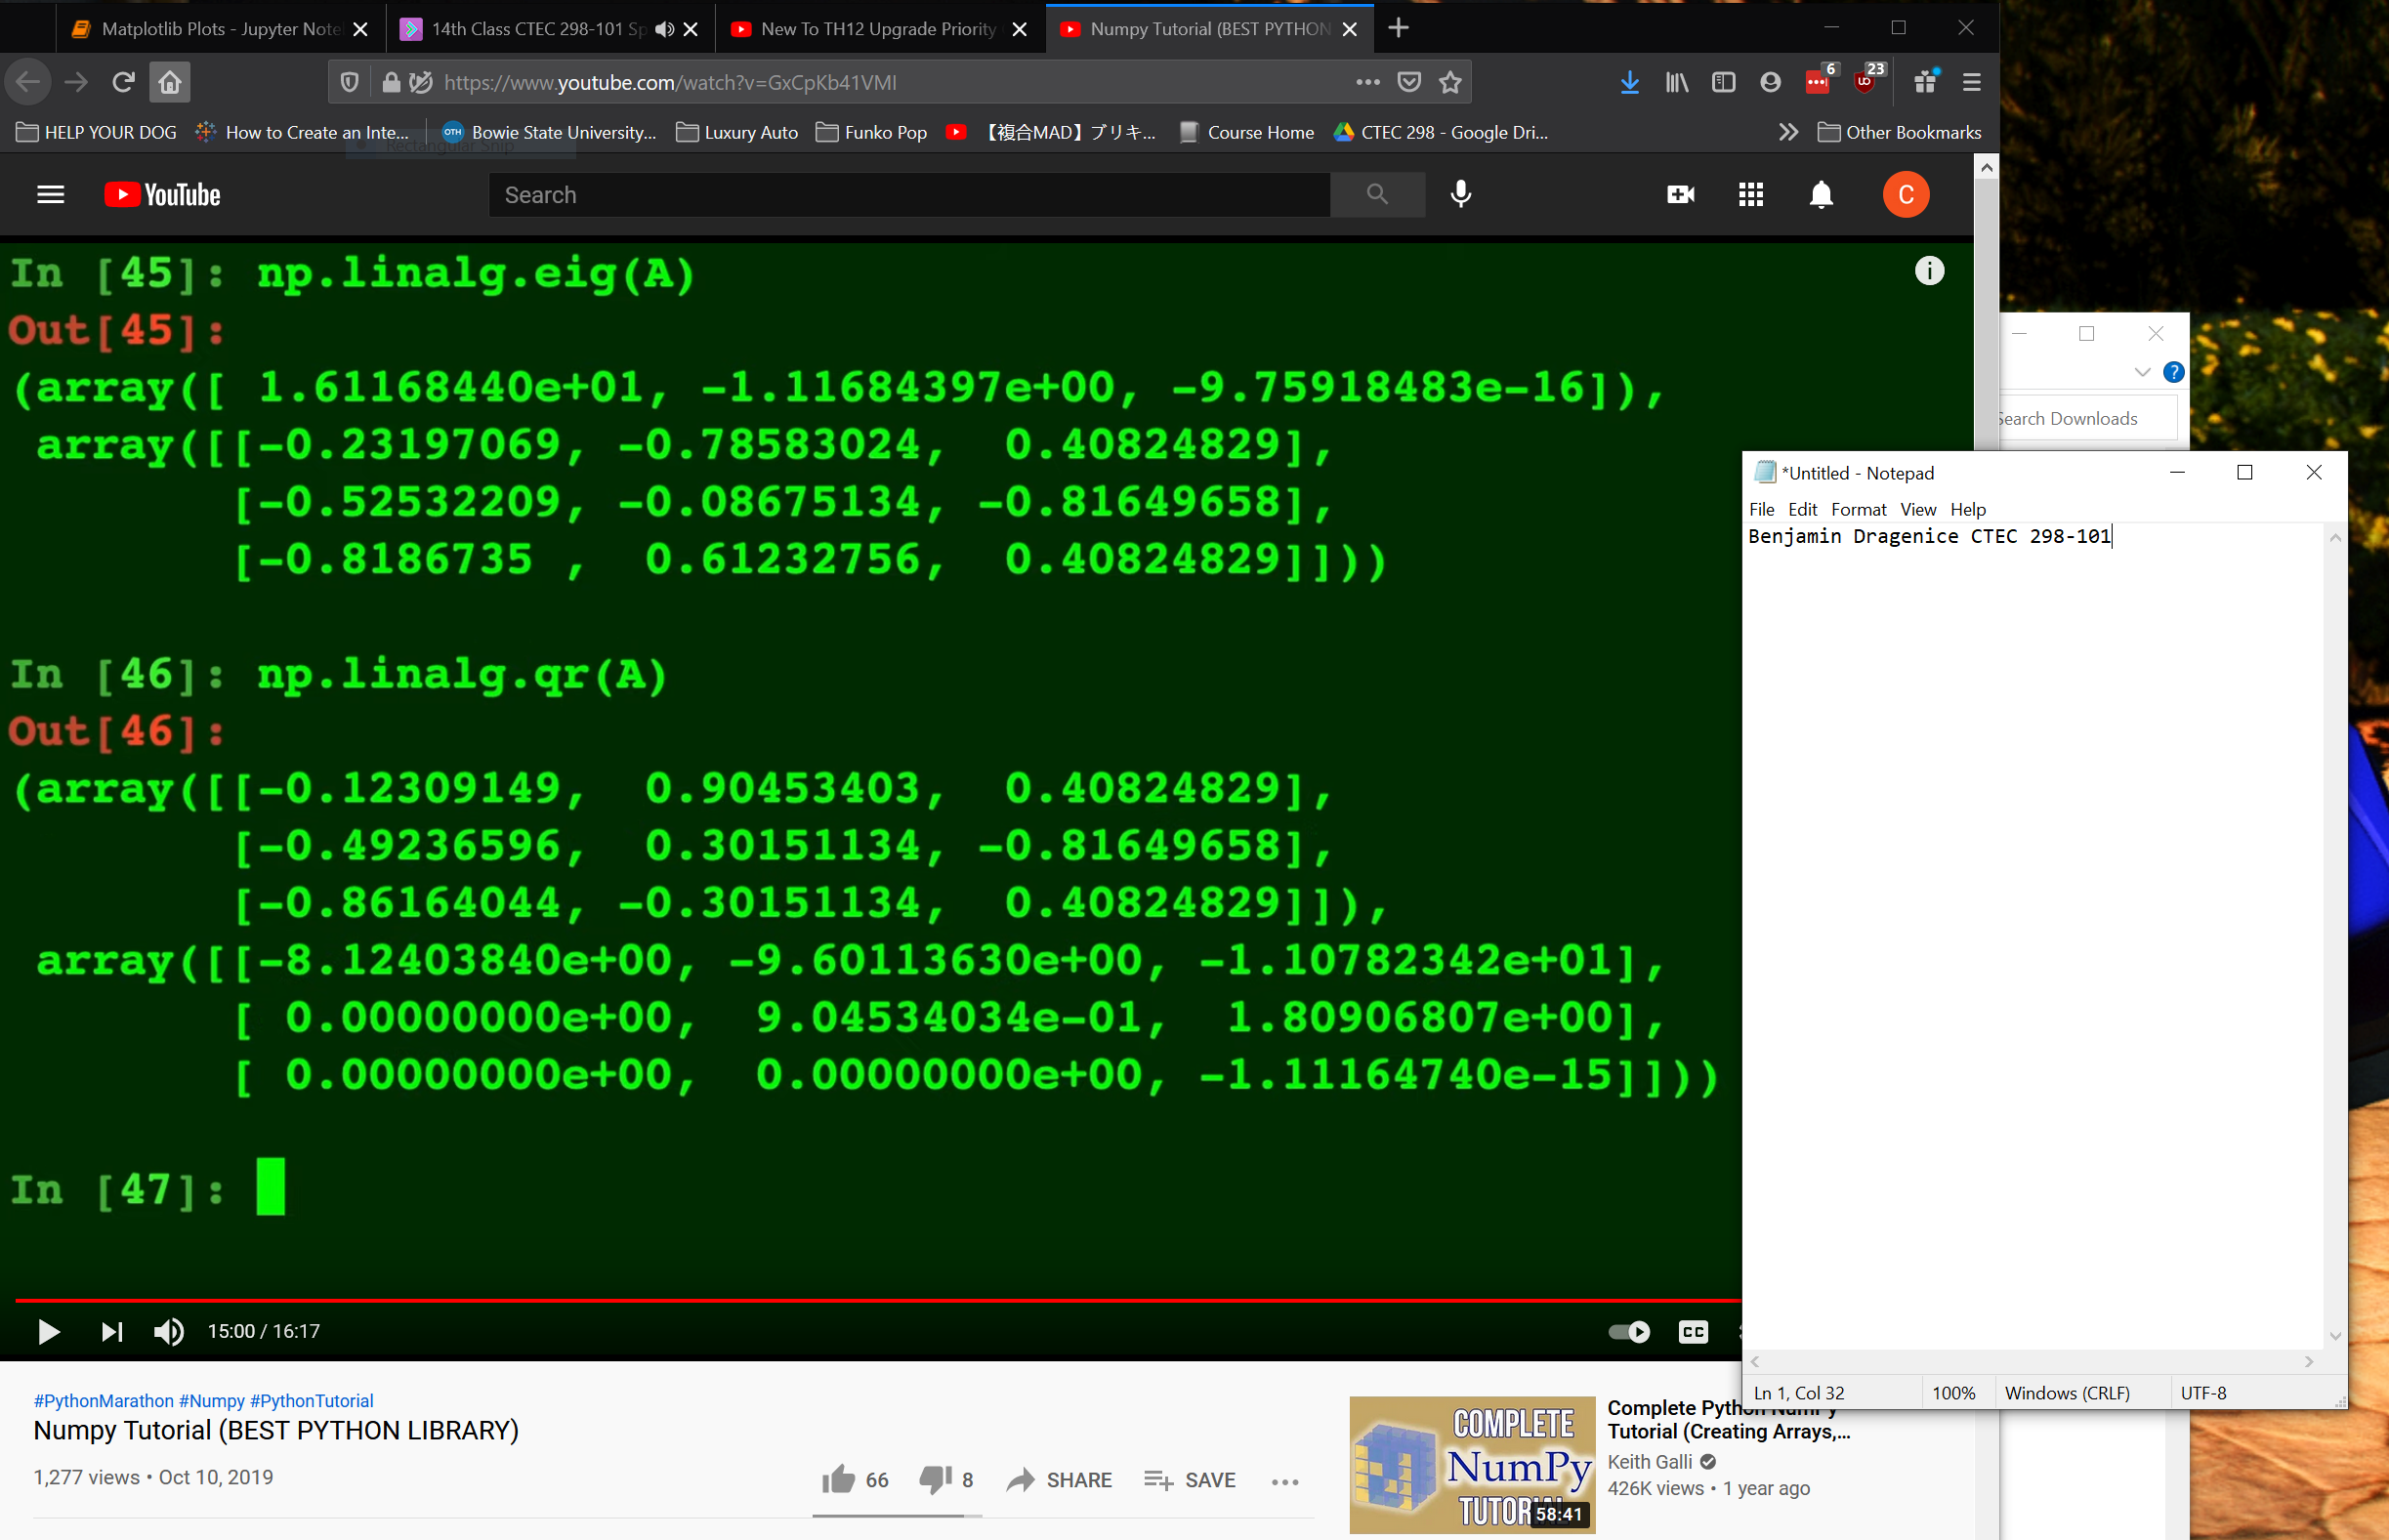 Matplotlib Plots - Jupyter Note
14th Class CTEC 298-101 Sp
New To TH12 Upgrade Priority
Numpy Tutorial (BEST PYTHON
https://www.youtube.com/watch?v=GxCpKb41VMI
6
23
HELP YOUR DOG
How to Create an Inte...
OTH
Bowie State University...
Luxury Auto
Funko Pop
【複合MAD】ブリキ...
Course Home
CTEC 298 - Google Dri...
Other Bookmarks
Rectangular Snip
YouTube
Search
C
In [45]: np.linalg.eig(A)
Out[45]:
(array([ 1.61168440e+01, -1.11684397e+00, -9.75918483e-16]),
array([[-0.23197069, -0.78583024, 0.40824829],
[-0.52532209, -0.08675134, -0.81649658],
[-0.8186735 , 0.61232756, 0.40824829]]))
In [46]: np.linalg.qr(A)
Out[46]:
(array([[-0.12309149, 0.90453403, 0.40824829],
[-0.49236596, 0.30151134, -0.81649658],
[-0.86164044, -0.30151134, 0.40824829]]),
array([[-8.12403840e+00, -9.60113630e+00, -1.10782342e+01],
[ 0.00000000e+00, 9.04534034e-01, 1.80906807e+00],
[ 0.00000000e+00, 0.00000000e+00, -1.11164740e-15]]))
In [47]:
15:00 / 16:17
CC
Search Downloads
*Untitled - Notepad
File Edit Format View Help
Benjamin Dragenice CTEC 298-101
Ln 1, Col 32
100%
Windows (CRLF)
UTF-8
#PythonMarathon #Numpy #PythonTutorial
Numpy Tutorial (BEST PYTHON LIBRARY)
1,277 views • Oct 10, 2019
66
8
SHARE
SAVE
COMPLETE
NumPy
TUTORIAL
58:41
Complete Python NumPy
Tutorial (Creating Arrays,...
Keith Galli
426K views • 1 year ago